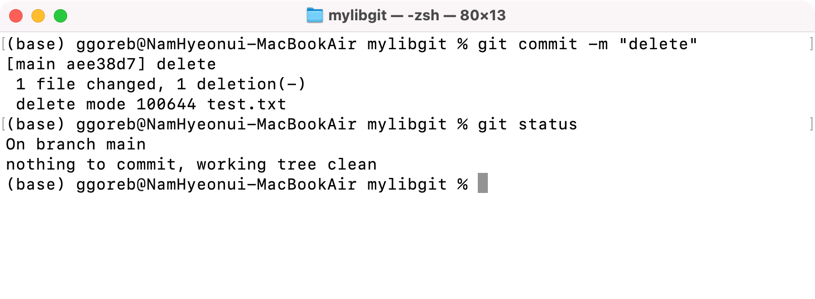 mylibgit — -zsh — 80×13
(base) ggoreb@NamHyeonui-MacBookAir mylibgit % git commit -m "delete"
[main aee38d7] delete
 1 file changed, 1 deletion(-)
 delete mode 100644 test.txt
(base) ggoreb@NamHyeonui-MacBookAir mylibgit % git status
On branch main
nothing to commit, working tree clean
(base) ggoreb@NamHyeonui-MacBookAir mylibgit %